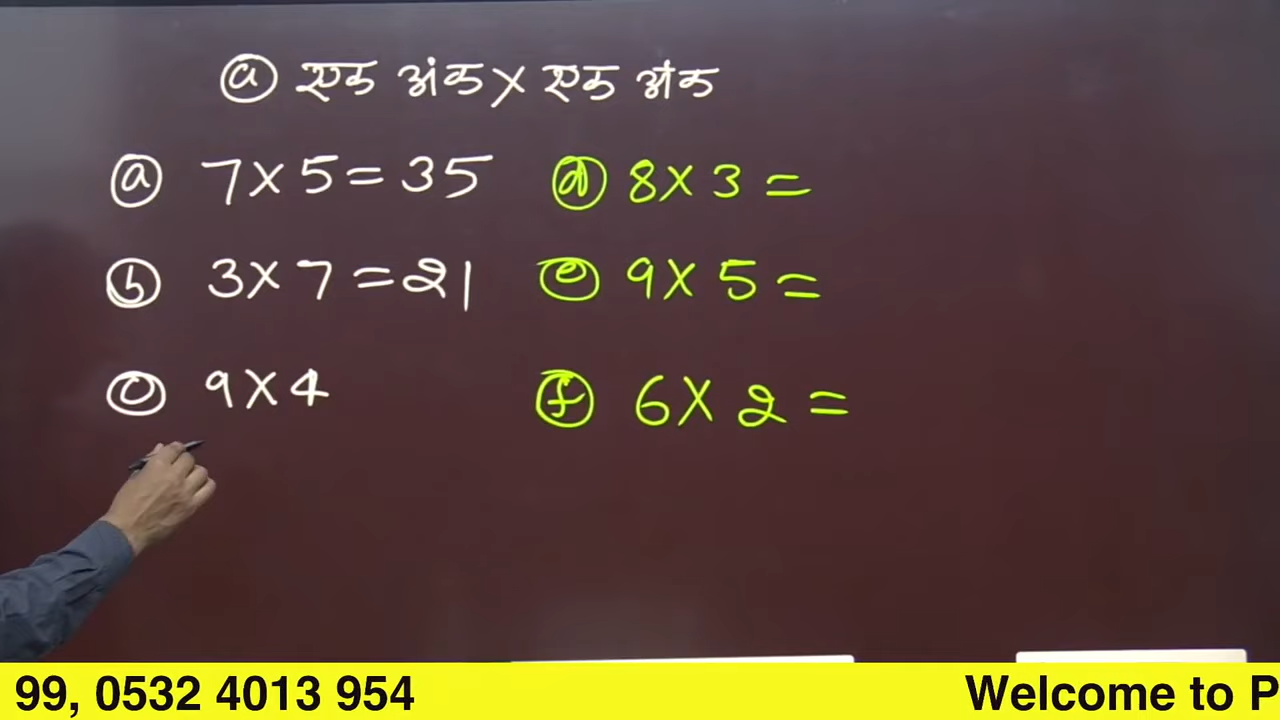 ⓐ एक अंक × एक अंक
ⓐ 7×5=35
ⓑ 3×7=21
ⓒ 9×4
ⓓ 8×3=
ⓔ 9×5=
ⓕ 6×2=
99, 0532 4013 954
Welcome to P